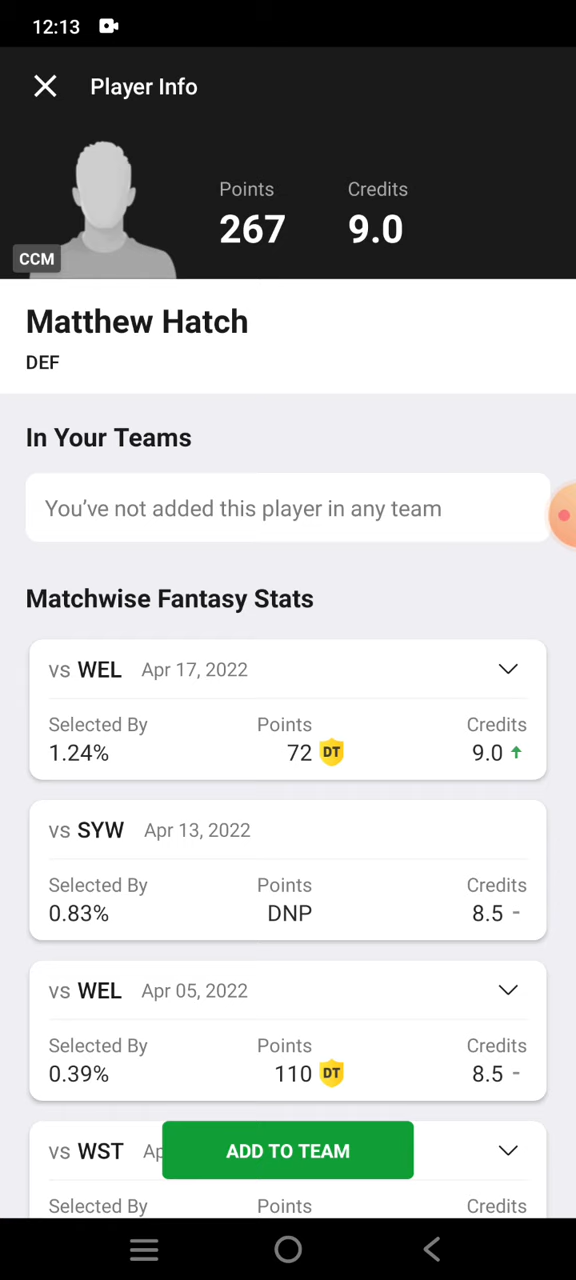 12:13
Player Info
Points Credits
267 9.0
CCM
Matthew Hatch
DEF
In Your Teams
You've not added this player in any team
Matchwise Fantasy Stats
vs WEL Apr 17, 2022
Selected By Points Credits
1.24% 72 DT 9.0
vs SYW Apr 13, 2022
Selected By Points Credits
0.83% DNP 8.5 -
vs WEL Apr 05, 2022
Selected By Points Credits
0.39% 110 DT 8.5 -
vs WST Ap
ADD TO TEAM
Selected By Points Credits